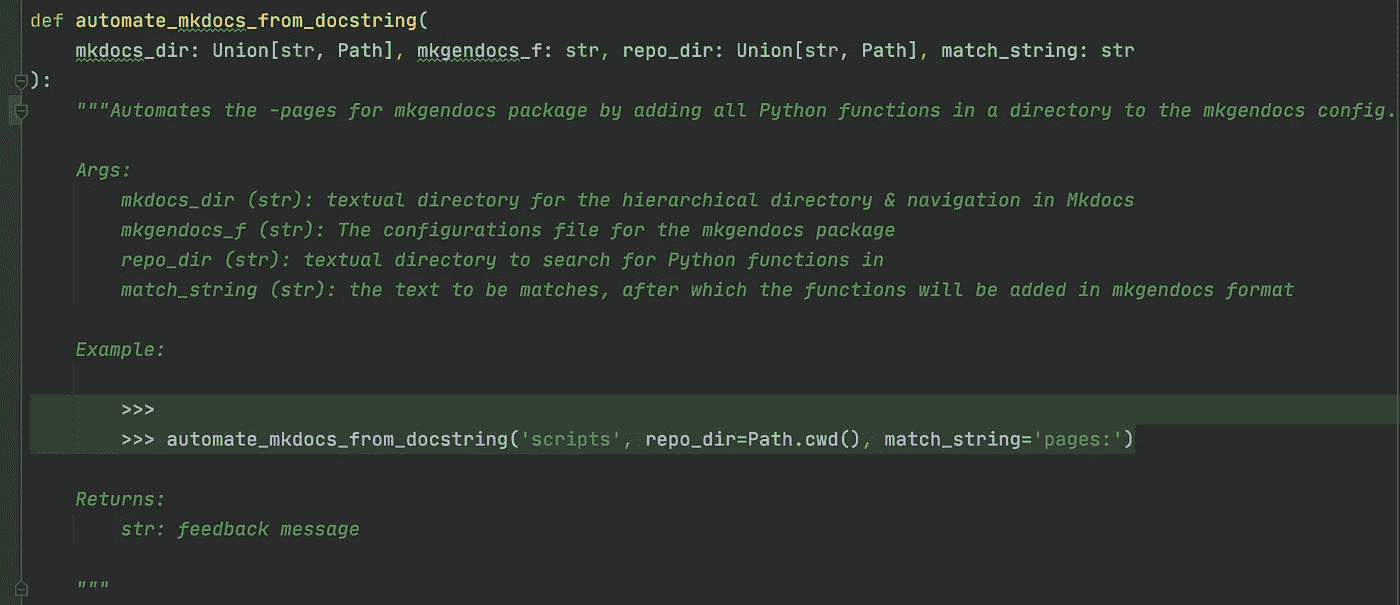 def automate_mkdocs_from_docstring(
    mkdocs_dir: Union[str, Path], mkgendocs_f: str, repo_dir: Union[str, Path], match_string: str
):
    """Automates the -pages for mkgendocs package by adding all Python functions in a directory to the mkgendocs config.

    Args:
        mkdocs_dir (str): textual directory for the hierarchical directory & navigation in Mkdocs
        mkgendocs_f (str): The configurations file for the mkgendocs package
        repo_dir (str): textual directory to search for Python functions in
        match_string (str): the text to be matches, after which the functions will be added in mkgendocs format

    Example:

        >>>
        >>> automate_mkdocs_from_docstring('scripts', repo_dir=Path.cwd(), match_string='pages:')

    Returns:
        str: feedback message

    """